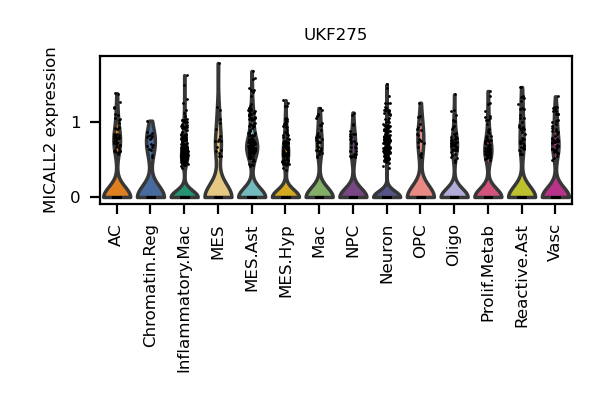 UKF275
MICALL2 expression
1
0
AC
Chromatin.Reg
Inflammatory.Mac
MES
MES.Ast
MES.Hyp
Mac
NPC
Neuron
OPC
Oligo
Prolif.Metab
Reactive.Ast
Vasc